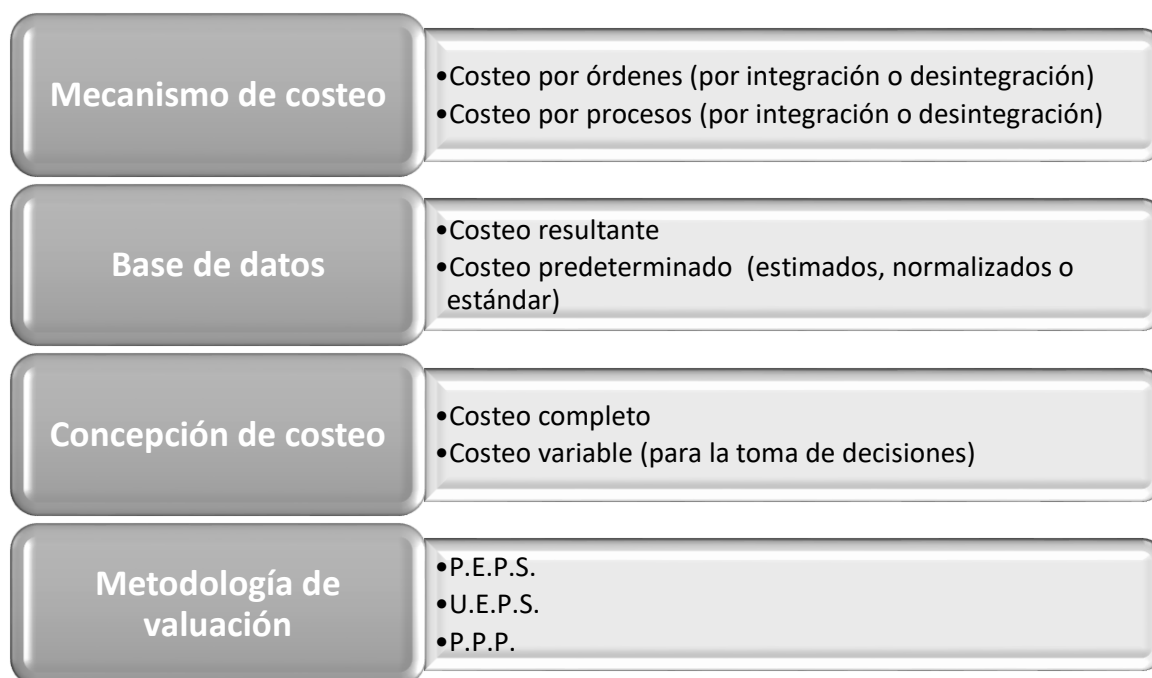 Mecanismo de costeo
•Costeo por órdenes (por integración o desintegración)
•Costeo por procesos (por integración o desintegración)
Base de datos
•Costeo resultante
•Costeo predeterminado (estimados, normalizados o
estándar)
Concepción de costeo
•Costeo completo
•Costeo variable (para la toma de decisiones)
Metodología de
valuación
•P.E.P.S.
•U.E.P.S.
•P.P.P.